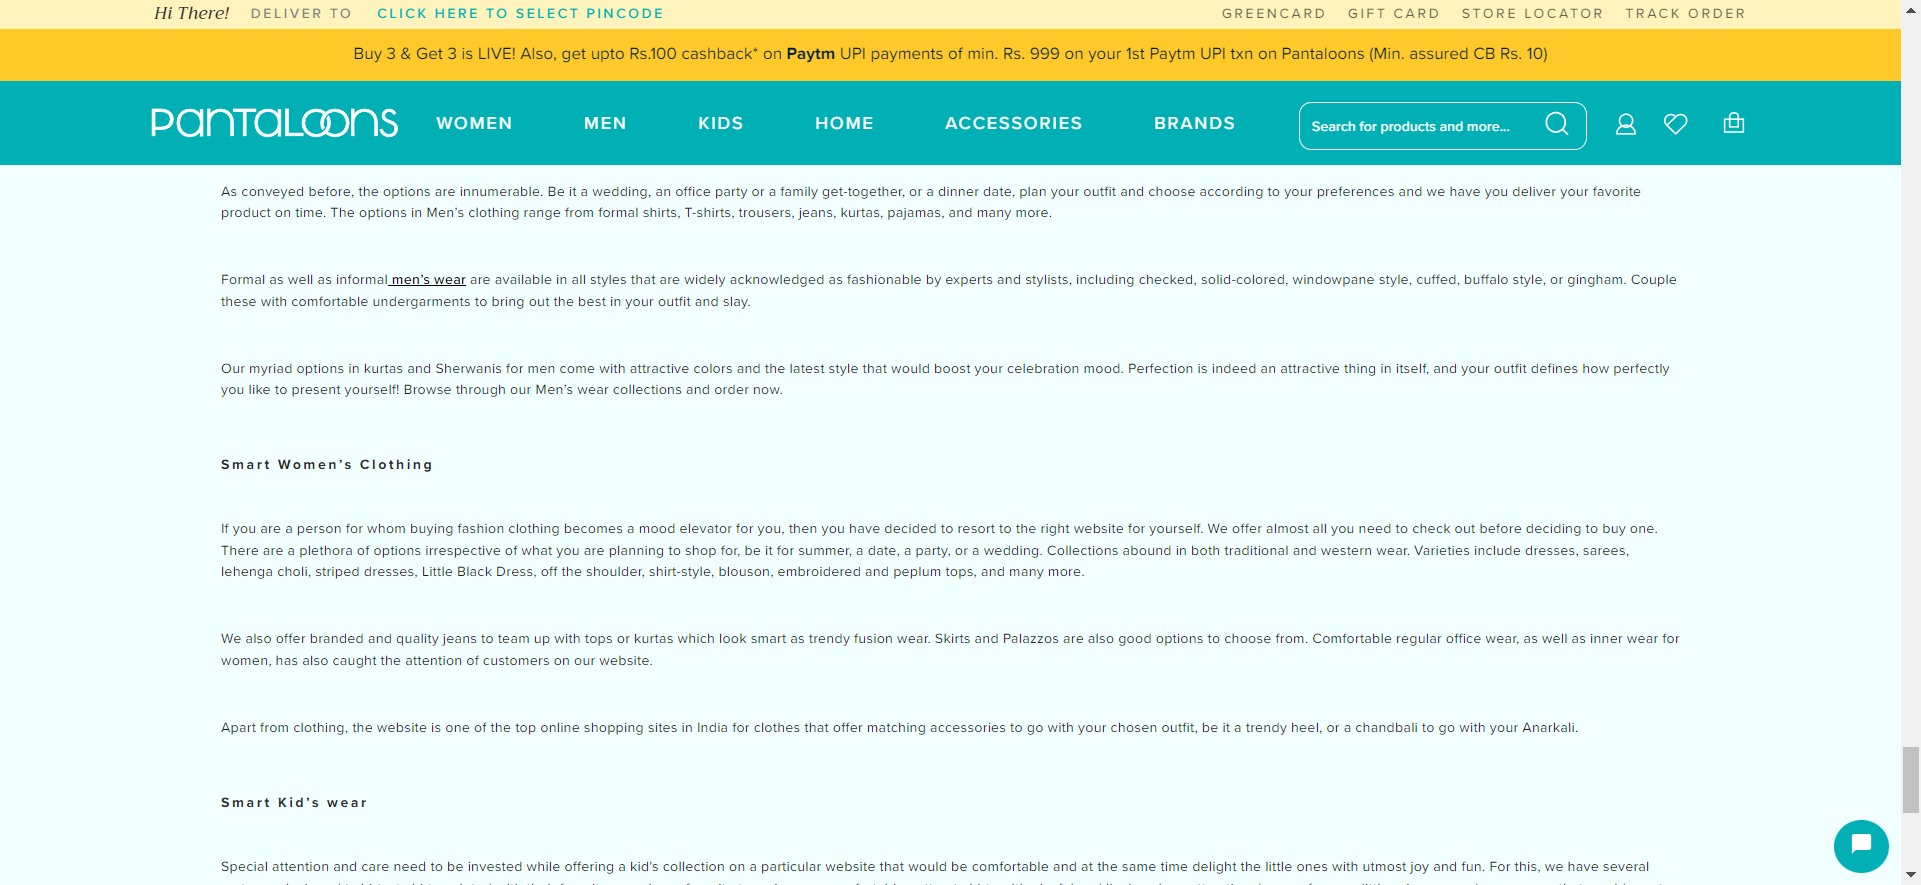 Hi There! DELIVER TO CLICK HERE TO SELECT PINCODE GREENCARD GIFT CARD STORE LOCATOR TRACK ORDER
Buy 3 & Get 3 is LIVE! Also, get upto Rs.100 cashback* on Paytm UPI payments of min. Rs. 999 on your 1st Paytm UPI txn on Pantaloons (Min. assured CB Rs. 10)
PANTALOONS WOMEN MEN KIDS HOME ACCESSORIES BRANDS Search for products and more...
As conveyed before, the options are innumerable. Be it a wedding, an office party or a family get-together, or a dinner date, plan your outfit and choose according to your preferences and we have you deliver your favorite
product on time. The options in Men’s clothing range from formal shirts, T-shirts, trousers, jeans, kurtas, pajamas, and many more.
Formal as well as informal men’s wear are available in all styles that are widely acknowledged as fashionable by experts and stylists, including checked, solid-colored, windowpane style, cuffed, buffalo style, or gingham. Couple
these with comfortable undergarments to bring out the best in your outfit and slay.
Our myriad options in kurtas and Sherwanis for men come with attractive colors and the latest style that would boost your celebration mood. Perfection is indeed an attractive thing in itself, and your outfit defines how perfectly
you like to present yourself! Browse through our Men’s wear collections and order now.
Smart Women’s Clothing
If you are a person for whom buying fashion clothing becomes a mood elevator for you, then you have decided to resort to the right website for yourself. We offer almost all you need to check out before deciding to buy one.
There are a plethora of options irrespective of what you are planning to shop for, be it for summer, a date, a party, or a wedding. Collections abound in both traditional and western wear. Varieties include dresses, sarees,
lehenga choli, striped dresses, Little Black Dress, off the shoulder, shirt-style, blouson, embroidered and peplum tops, and many more.
We also offer branded and quality jeans to team up with tops or kurtas which look smart as trendy fusion wear. Skirts and Palazzos are also good options to choose from. Comfortable regular office wear, as well as inner wear for
women, has also caught the attention of customers on our website.
Apart from clothing, the website is one of the top online shopping sites in India for clothes that offer matching accessories to go with your chosen outfit, be it a trendy heel, or a chandbali to go with your Anarkali.
Smart Kid’s wear
Special attention and care need to be invested while offering a kid’s collection on a particular website that would be comfortable and at the same time delight the little ones with utmost joy and fun. For this, we have several